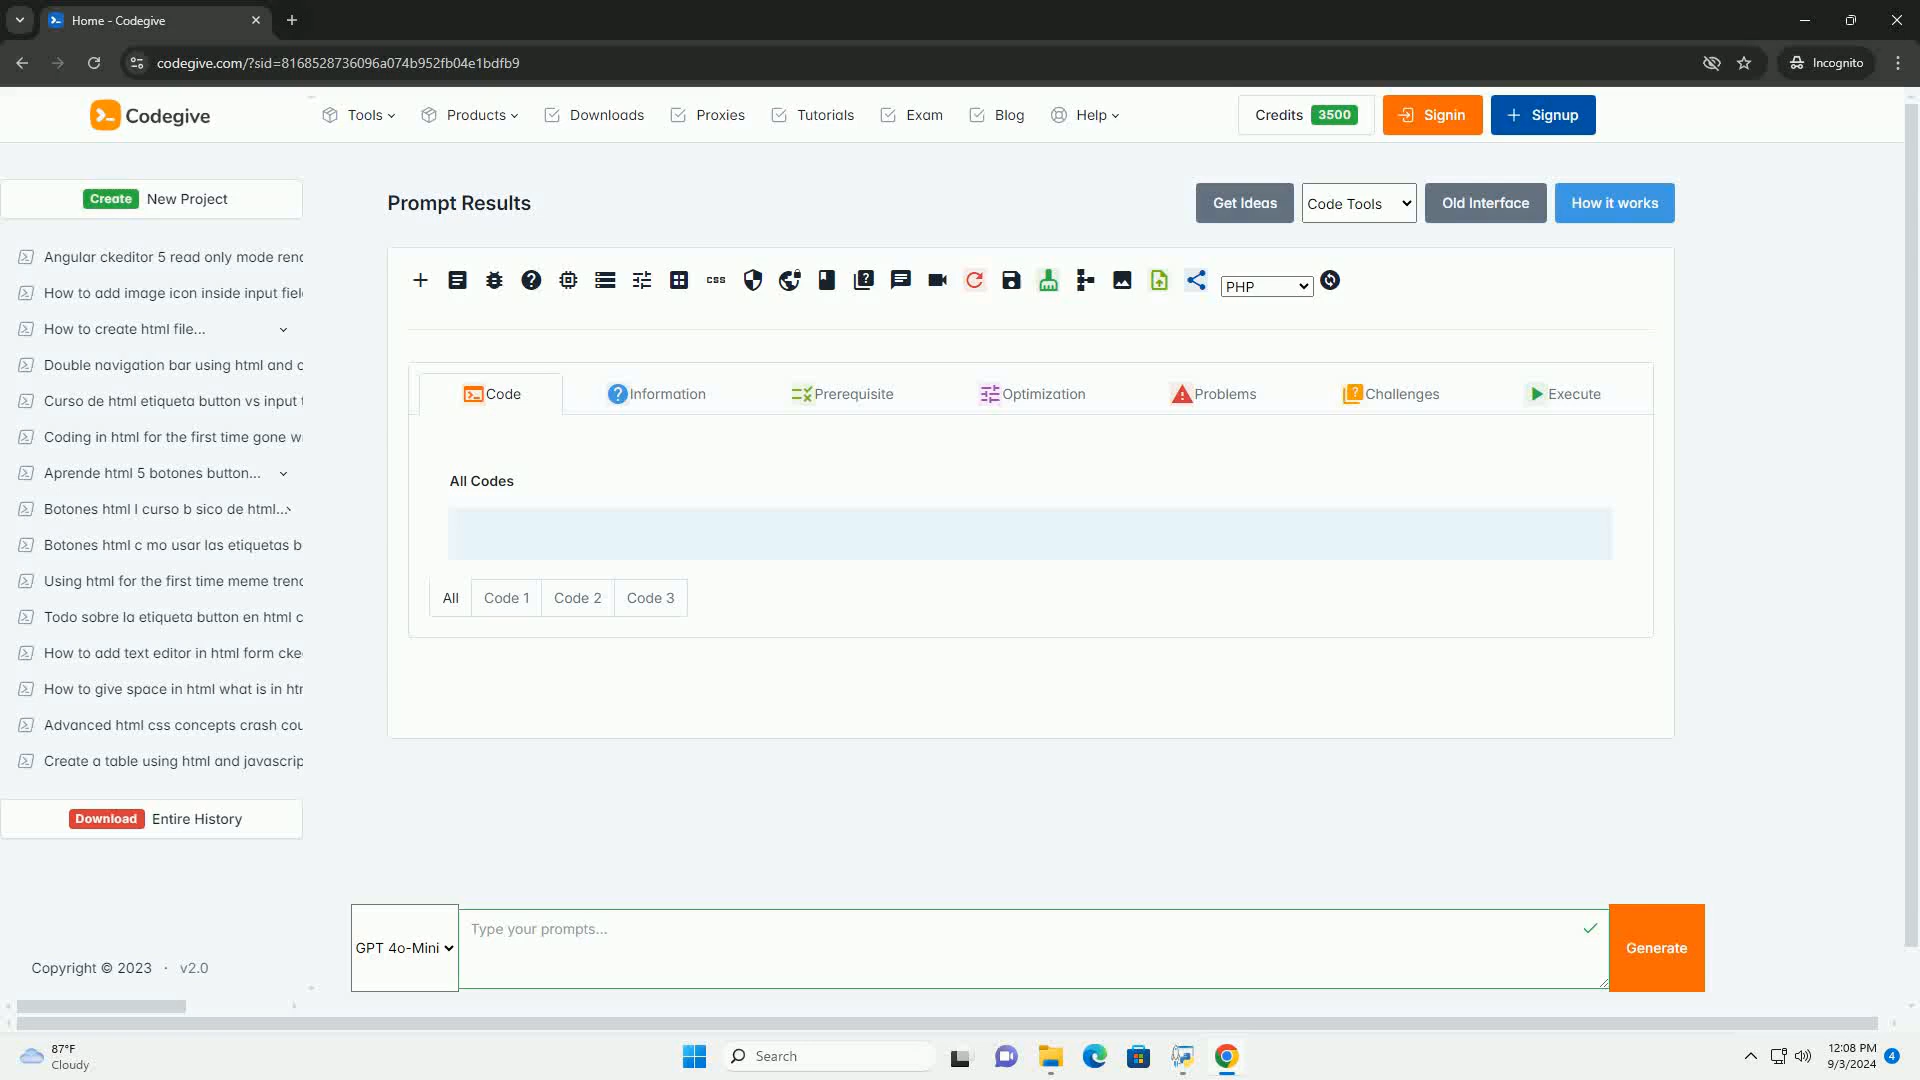 Home - Codegive
codegive.com/?sid=8168528736096a074b952fb04e1bdfb9
Incognito
Codegive
Tools
Products
Downloads
Proxies
Tutorials
Exam
Blog
Help
Credits 3500
Signin
Signup
Create New Project
Prompt Results
Get Ideas
Code Tools
Old Interface
How it works
Angular ckeditor 5 read only mode
How to add image icon inside input
How to create html file...
Double navigation bar using html and
Curso de html etiqueta button vs input
Coding in html for the first time gone
Aprende html 5 botones button...
Botones html l curso b sico de html...
Botones html c mo usar las etiquetas
Using html for the first time meme
Todo sobre la etiqueta button en html
How to add text editor in html form
How to give space in html what is in
Advanced html css concepts crash
Create a table using html and
css
PHP
Code
Information
Prerequisite
Optimization
Problems
Challenges
Execute
All Codes
All
Code 1
Code 2
Code 3
Download Entire History
GPT 4o-Mini
Type your prompts...
Generate
Copyright © 2023 · v2.0
87°F
Cloudy
Search
12:08 PM
9/3/2024
4